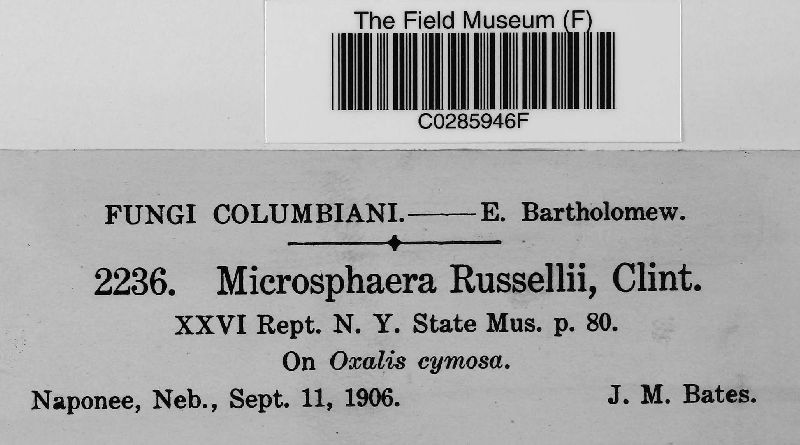 The Field Museum (F)
C0285946F
FUNGI COLUMBIANI.——E. Bartholomew.
2236. Microsphaera Russellii, Clint.
XXVI Rept. N. Y. State Mus. p. 80.
On Oxalis cymosa.
Naponee, Neb., Sept. 11, 1906. J. M. Bates.